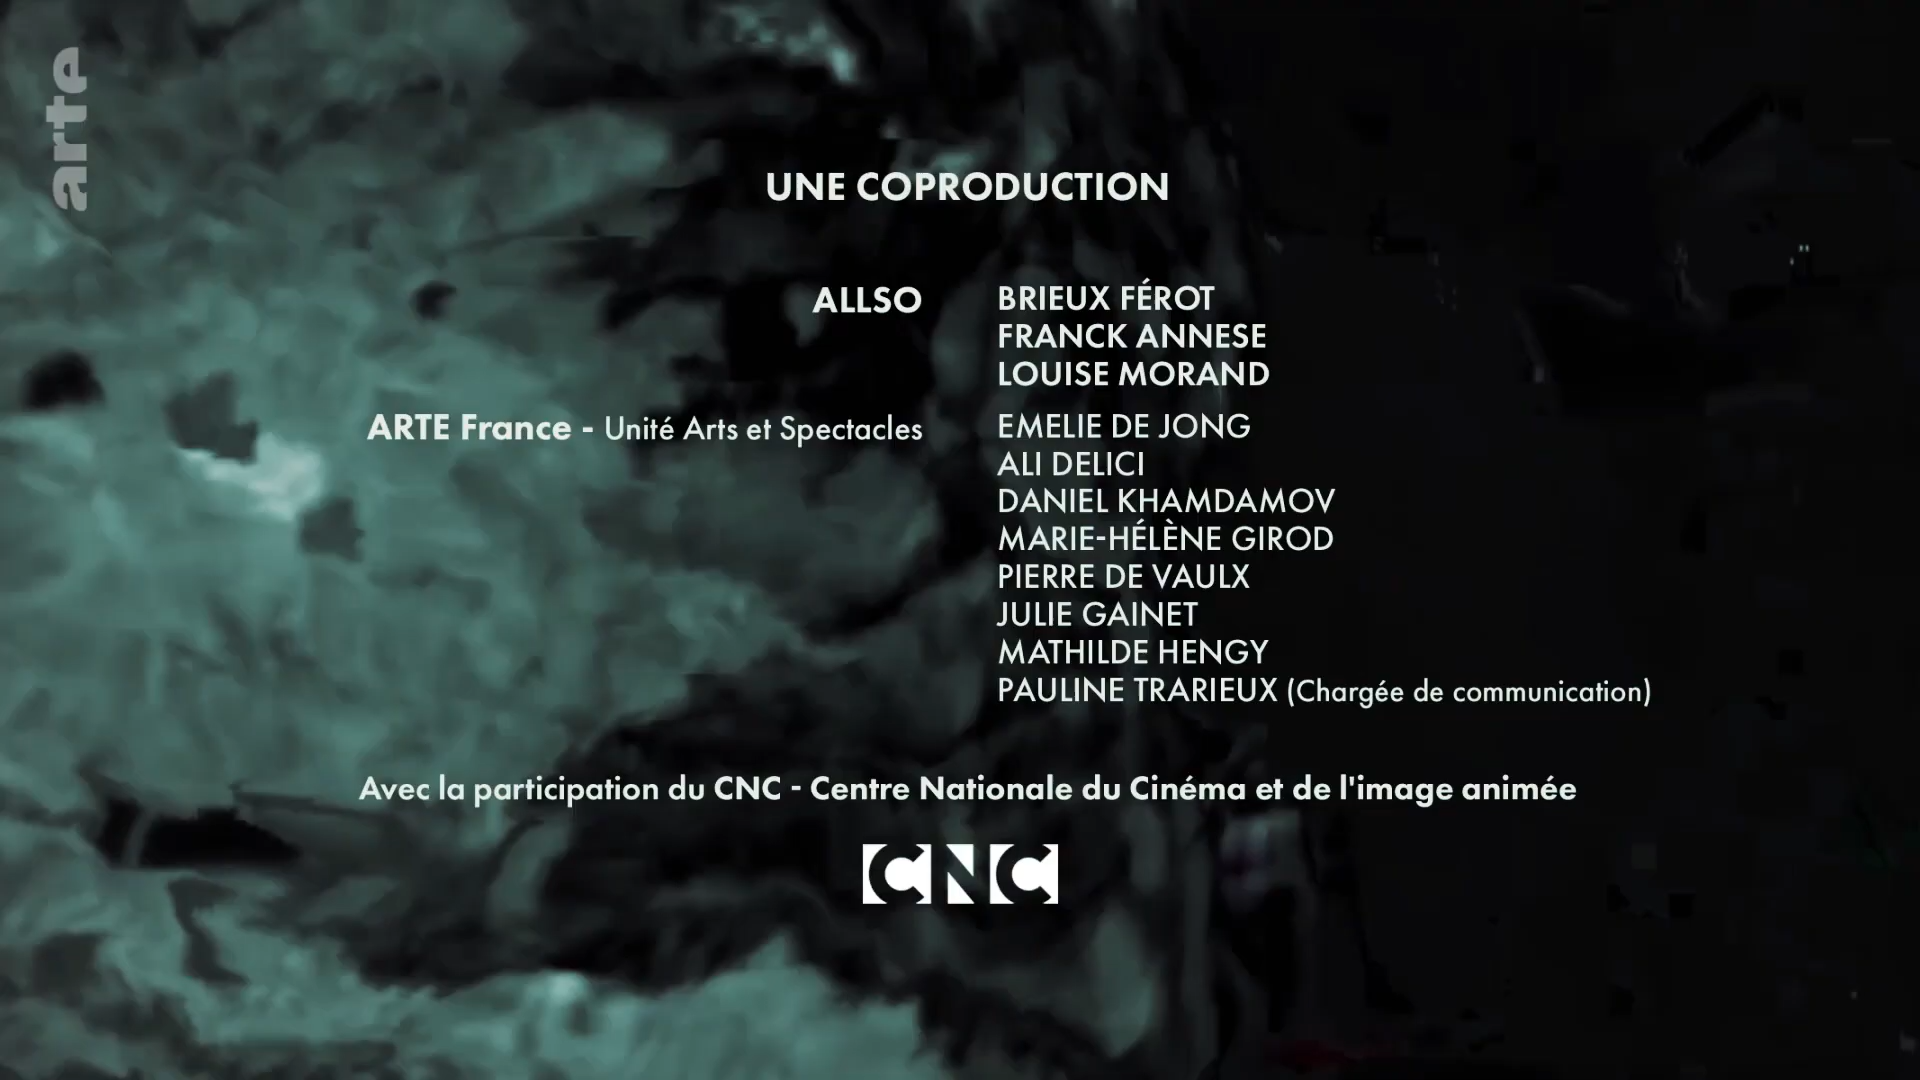 arte
UNE COPRODUCTION
ALLSO BRIEUX FÉROT
FRANCK ANNESE
LOUISE MORAND
ARTE France - Unité Arts et Spectacles EMELIE DE JONG
ALI DELICI
DANIEL KHAMDAMOV
MARIE-HÉLÈNE GIROD
PIERRE DE VAULX
JULIE GAINET
MATHILDE HENGY
PAULINE TRARIEUX (Chargée de communication)
Avec la participation du CNC - Centre Nationale du Cinéma et de l'image animée
CNC